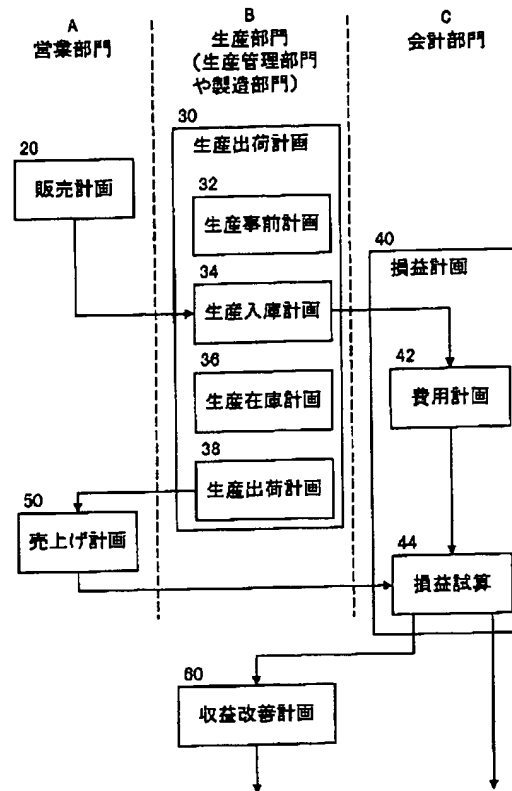 A
営業部門
B
生産部門
(生産管理部門
や製造部門)
C
会計部門
20
販売計画
30
生産出荷計画
32
生産事前計画
34
生産入庫計画
36
生産在庫計画
38
生産出荷計画
40
損益計画
42
費用計画
44
損益試算
50
売上げ計画
60
収益改善計画